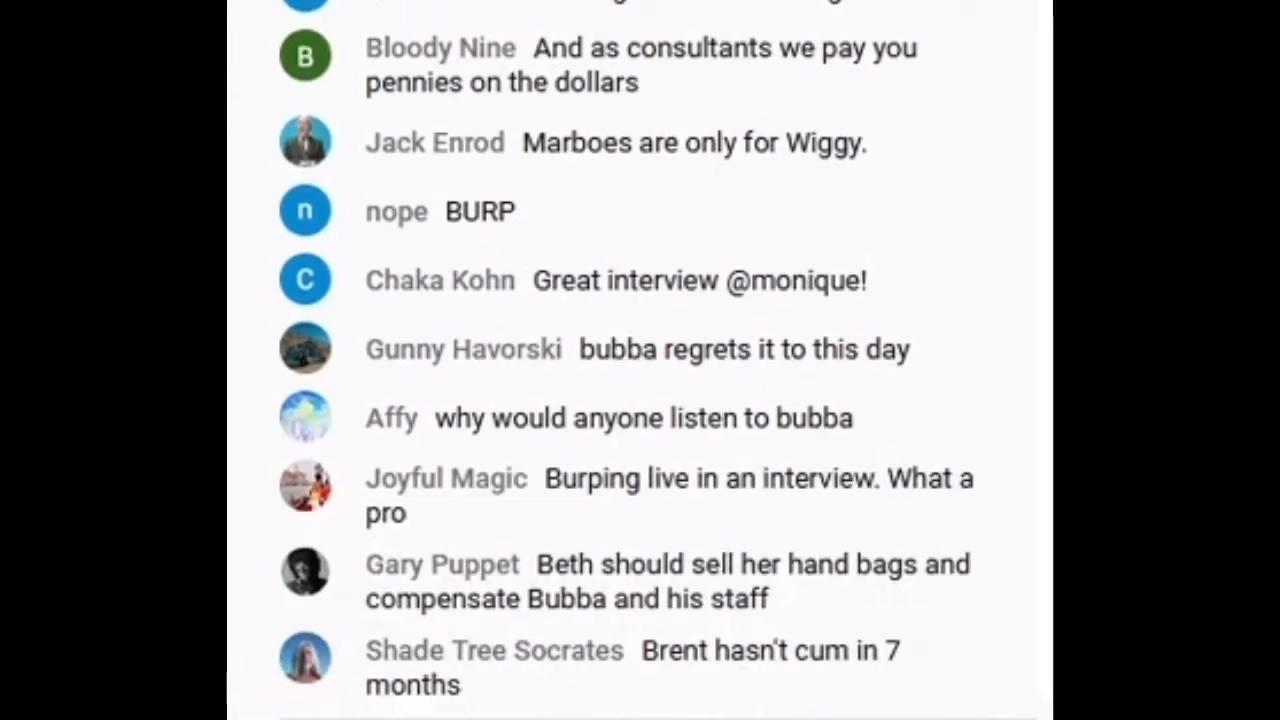 B Bloody Nine And as consultants we pay you
pennies on the dollars
Jack Enrod Marboes are only for Wiggy.
n nope BURP
C Chaka Kohn Great interview @monique!
Gunny Havorski bubba regrets it to this day
Affy why would anyone listen to bubba
Joyful Magic Burping live in an interview. What a
pro
Gary Puppet Beth should sell her hand bags and
compensate Bubba and his staff
Shade Tree Socrates Brent hasn't cum in 7
months